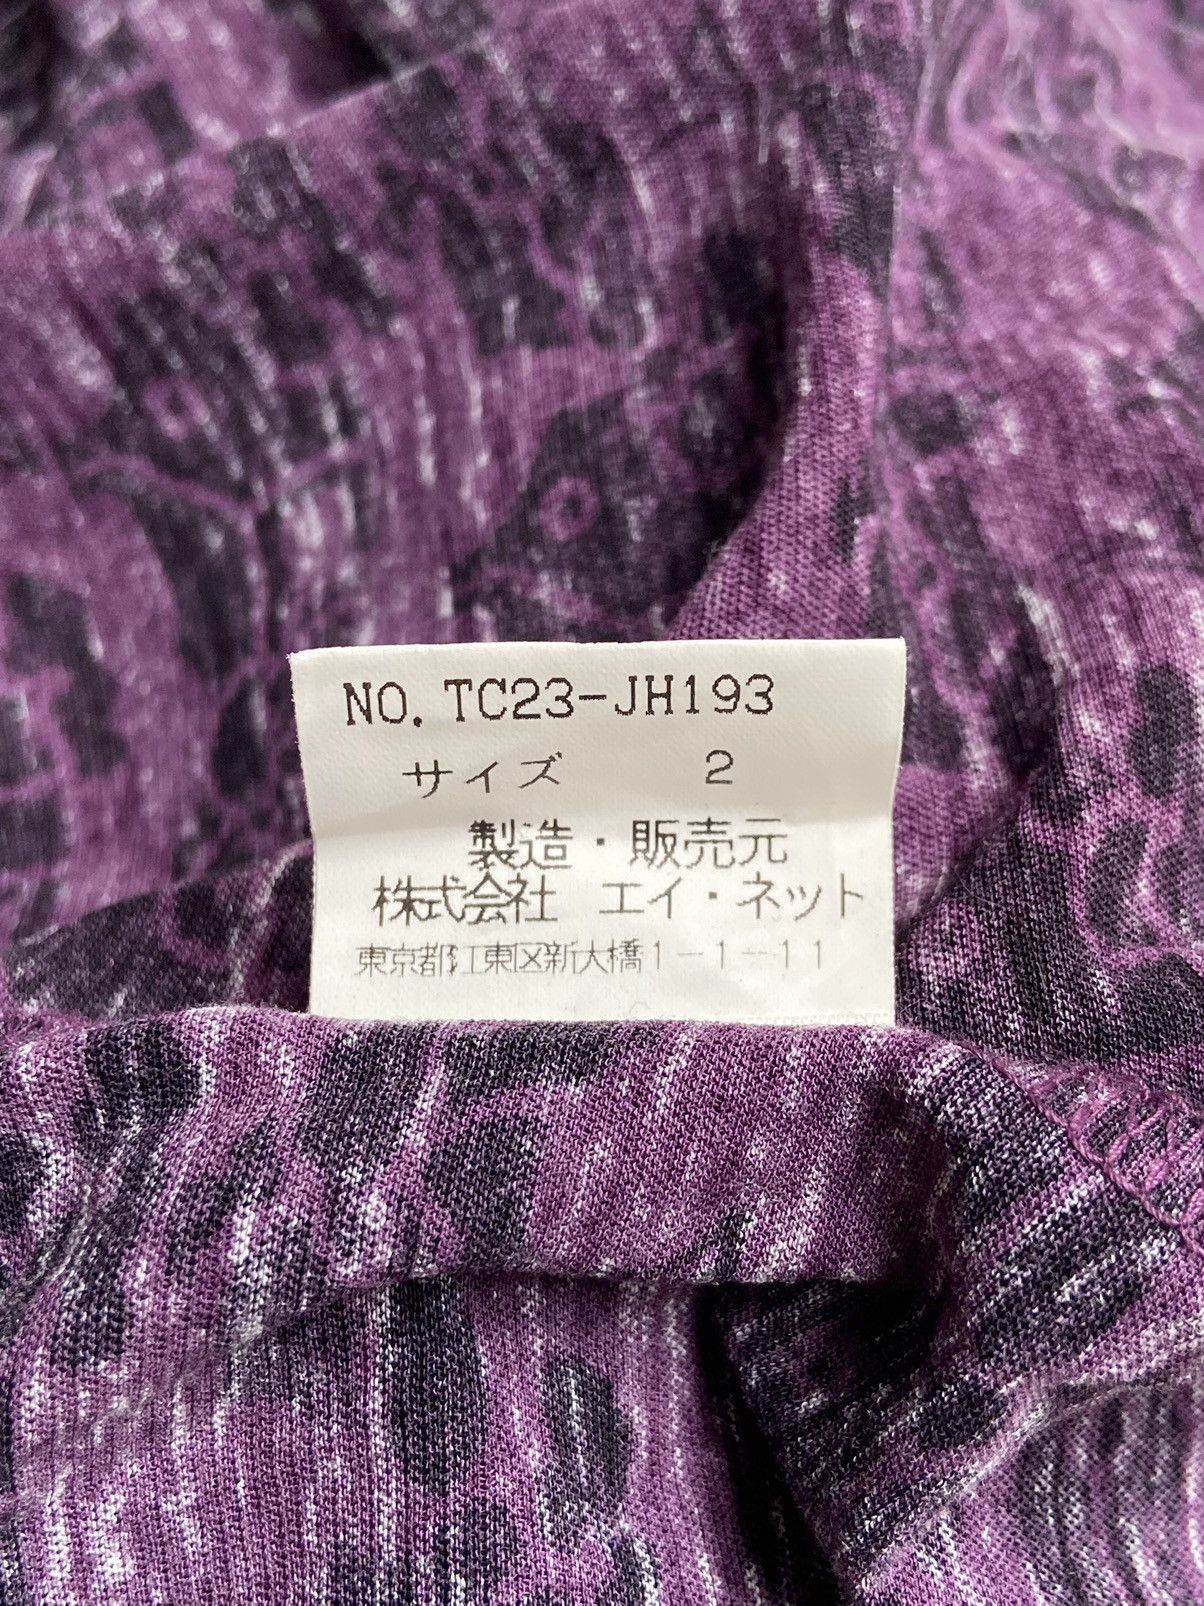 NO. TC23-JH193
サイズ 2
製造・販売元
株式会社 エイ・ネット
東京都江東区新大橋1-1-11